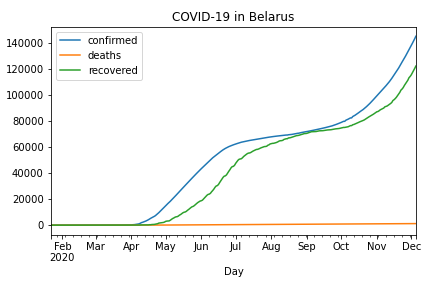 COVID-19 in Belarus
confirmed
deaths
recovered
140000
120000
100000
80000
60000
40000
20000
0
Feb Mar Apr May Jun Jul Aug Sep Oct Nov Dec
2020
Day